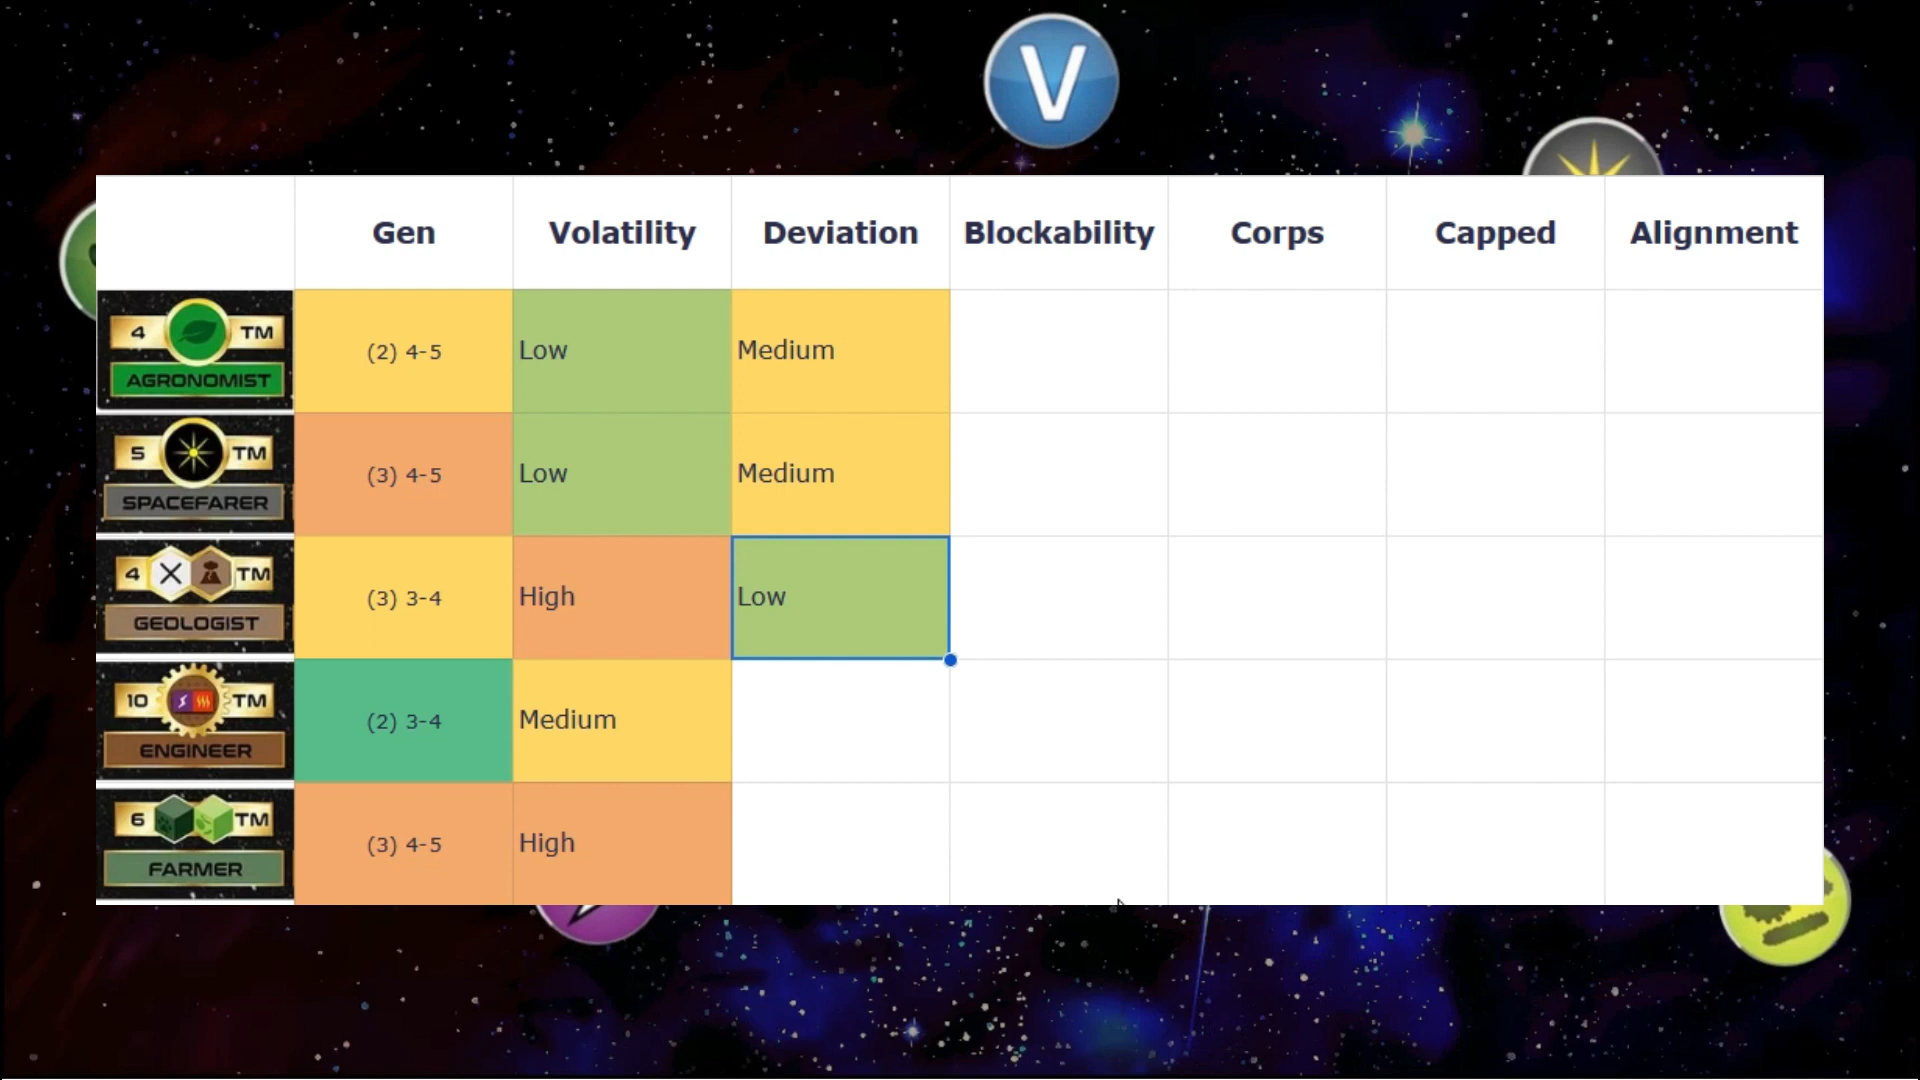 V
Gen Volatility Deviation Blockability Corps Capped Alignment
4 TM
AGRONOMIST
(2) 4-5 Low Medium
5 TM
SPACEFARER
(3) 4-5 Low Medium
4 X TM
GEOLOGIST
(3) 3-4 High Low
10 TM
ENGINEER
(2) 3-4 Medium
6 TM
FARMER
(3) 4-5 High